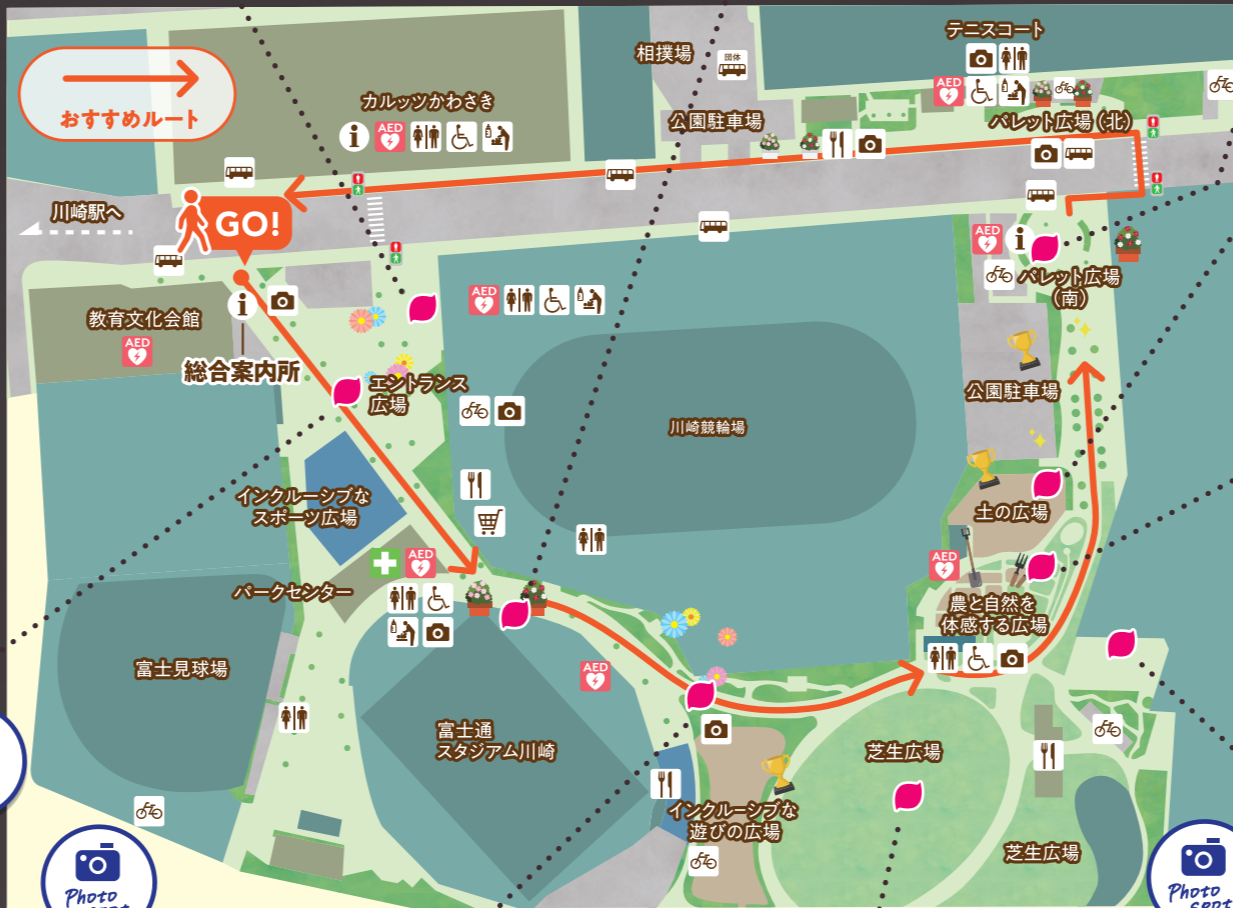 おすすめルート
カルッツかわさき
i
AED
相撲場
団体
公園駐車場
テニスコート
AED
パレット広場(北)
川崎駅へ
GO!
教育文化会館
AED
i
総合案内所
AED
エントランス
広場
川崎競輪場
AED
i
パレット広場
(南)
公園駐車場
土の広場
インクルーシブな
スポーツ広場
パークセンター
AED
AED
農と自然を
体感する広場
富士見球場
AED
富士通
スタジアム川崎
芝生広場
インクルーシブな
遊びの広場
芝生広場
Photo
spot
Photo
spot